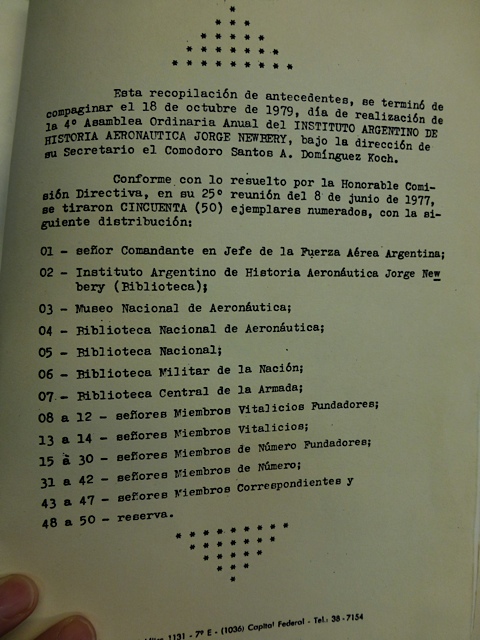 Esta recopilación de antecedentes, se terminó de
compaginar el 18 de octubre de 1979, día de realización de
la 4º Asamblea Ordinaria Anual del INSTITUTO ARGENTINO DE
HISTORIA AERONAUTICA JORGE NEWBERY, bajo la dirección de
su Secretario el Comodoro Santos A. Domínguez Koch.
Conforme con lo resuelto por la Honorable Comi-
sión Directiva, en su 25º reunión del 8 de junio de 1977,
se tiraron CINCUENTA (50) ejemplares numerados, con la si-
guiente distribución:
01 - señor Comandante en Jefe de la Fuerza Aérea Argentina;
02 - Instituto Argentino de Historia Aeronáutica Jorge New
bery (Biblioteca);
03 - Museo Nacional de Aeronáutica;
04 - Biblioteca Nacional de Aeronáutica;
05 - Biblioteca Nacional;
06 - Biblioteca Militar de la Nación;
07 - Biblioteca Central de la Armada;
08 a 12 - señores Miembros Vitalicios Fundadores;
13 a 14 - señores Miembros Vitalicios;
15 a 30 - señores Miembros de Número Fundadores;
31 a 42 - señores Miembros de Número;
43 a 47 - señores Miembros Correspondientes y
48 a 50 - reserva.
1131 - 7º E - (1036) Capital Federal - Tel.: 38-7154